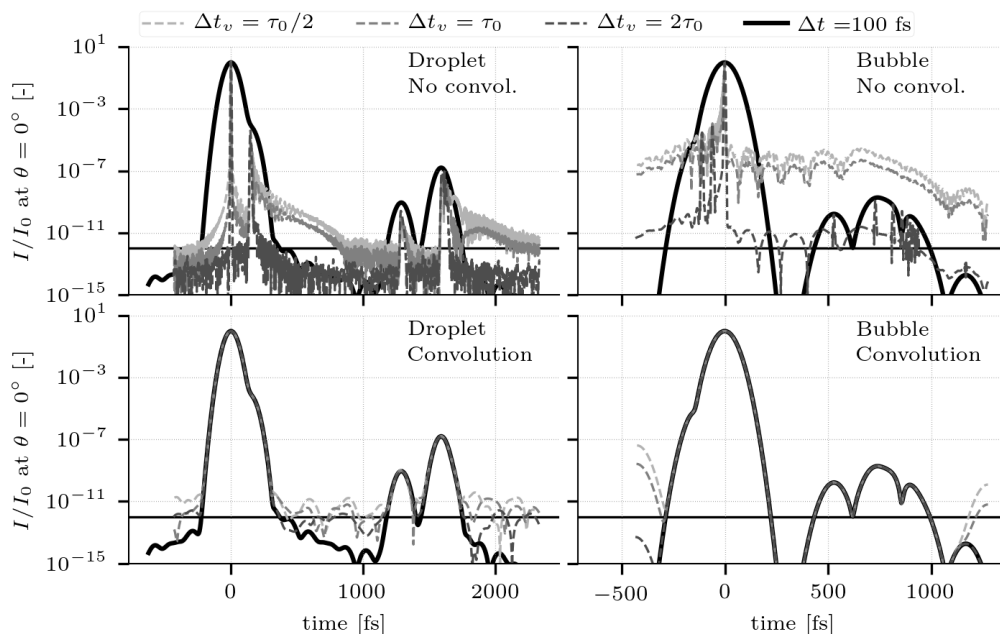 Δt_v = τ_0/2 Δt_v = τ_0 Δt_v = 2τ_0 Δt =100 fs
I/I_0 at θ = 0° [-]
10^1
10^−3
10^−7
10^−11
10^−15
Droplet
No convol.
Bubble
No convol.
I/I_0 at θ = 0° [-]
10^1
10^−3
10^−7
10^−11
10^−15
Droplet
Convolution
Bubble
Convolution
0 1000 2000
time [fs]
−500 0 500 1000
time [fs]